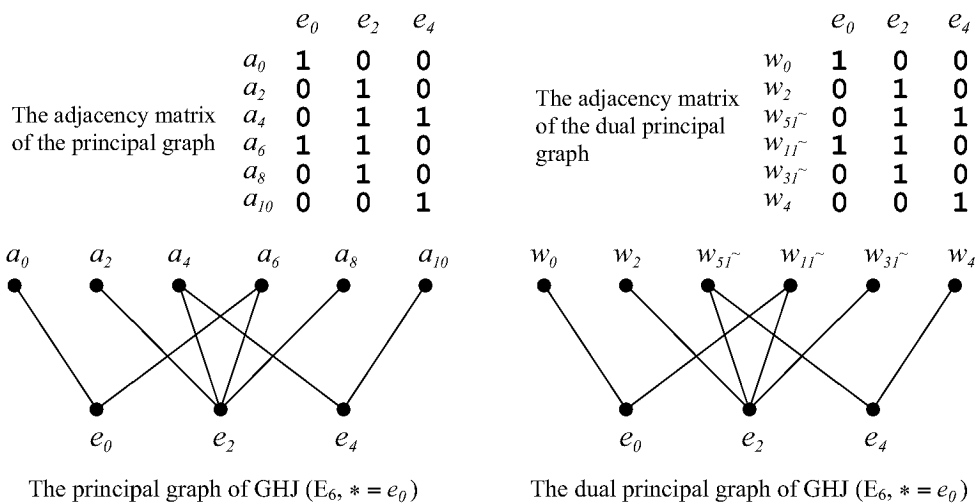 e₀ e₂ e₄
a₀ 1 0 0
a₂ 0 1 0
a₄ 0 1 1
a₆ 1 1 0
a₈ 0 1 0
a₁₀ 0 0 1
The adjacency matrix
of the principal graph
e₀ e₂ e₄
w₀ 1 0 0
w₂ 0 1 0
w₅₁~ 0 1 1
w₁₁~ 1 1 0
w₃₁~ 0 1 0
w₄ 0 0 1
The adjacency matrix
of the dual principal
graph
a₀ a₂ a₄ a₆ a₈ a₁₀
e₀ e₂ e₄
The principal graph of GHJ (E₆, * = e₀)
w₀ w₂ w₅₁~ w₁₁~ w₃₁~ w₄
e₀ e₂ e₄
The dual principal graph of GHJ (E₆, * = e₀)